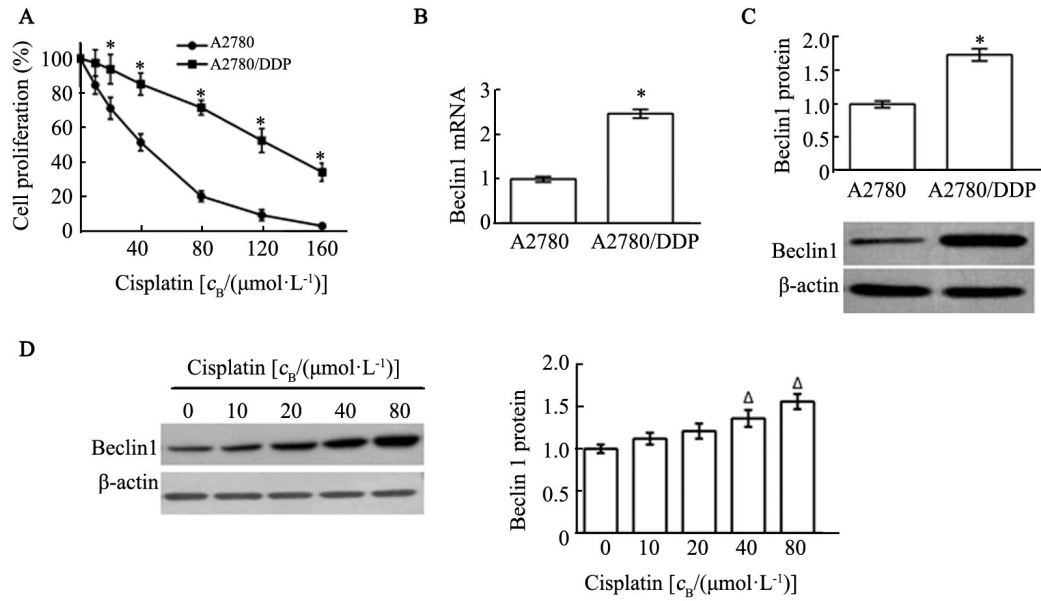 A
Cell proliferation (%)
100
80
60
40
20
0
* * * * * *
A2780
A2780/DDP
40 80 120 160
Cisplatin [cB/(μmol·L-1)]
B
Beclin1 mRNA
3
2
1
0
*
A2780 A2780/DDP
C
Beclin1 protein
2.0
1.5
1.0
0.5
0
*
A2780 A2780/DDP
Beclin1
β-actin
D
Cisplatin [cB/(μmol·L-1)]
0 10 20 40 80
Beclin1
β-actin
Beclin 1 protein
2.0
1.5
1.0
0.5
0
Δ Δ
0 10 20 40 80
Cisplatin [cB/(μmol·L-1)]